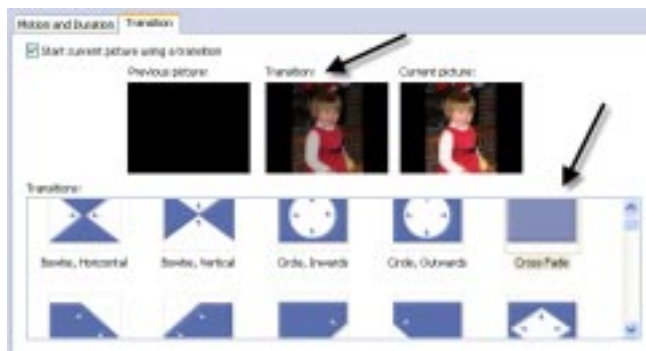 Motion and Duration Transition
Start current picture using a transition
Previous picture: Transition: Current picture:
Transitions:
Bowtie, Horizontal Bowtie, Vertical Circle, Inwards Circle, Outwards Cross Fade